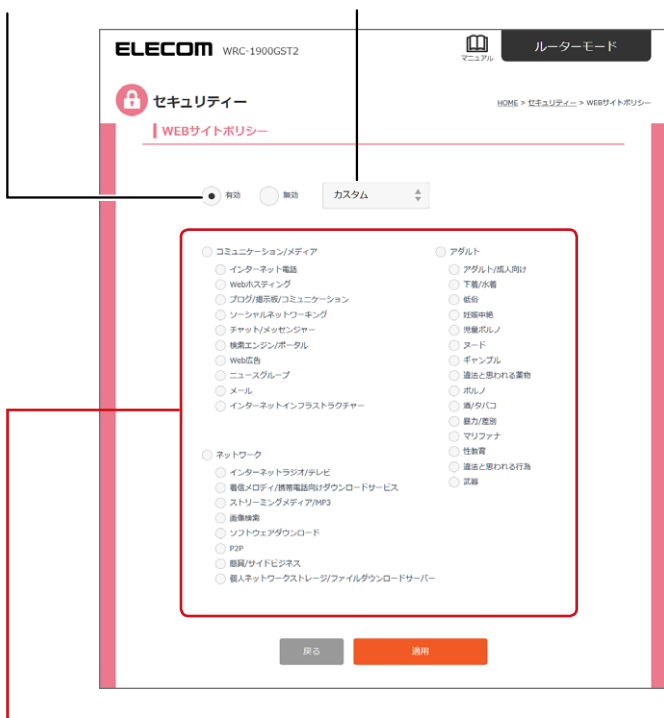 ELECOM WRC-1900GST2
マニュアル
ルーターモード
セキュリティー
HOME > セキュリティー > WEBサイトポリシー
WEBサイトポリシー
有効 無効 カスタム
コミュニケーション/メディア
インターネット電話
Webホスティング
ブログ/掲示板/コミュニケーション
ソーシャルネットワーキング
チャット/メッセンジャー
検索エンジン/ポータル
Web広告
ニュースグループ
メール
インターネットインフラストラクチャー
ネットワーク
インターネットラジオ/テレビ
着信メロディ/携帯電話向けダウンロードサービス
ストリーミングメディア/MP3
画像検索
ソフトウェアダウンロード
P2P
懸賞/サイドビジネス
個人ネットワークストレージ/ファイルダウンロードサーバー
アダルト
アダルト/成人向け
下着/水着
低俗
妊娠中絶
児童ポルノ
ヌード
ギャンブル
違法と思われる薬物
ポルノ
酒/タバコ
暴力/差別
マリファナ
性教育
違法と思われる行為
武器
戻る 適用